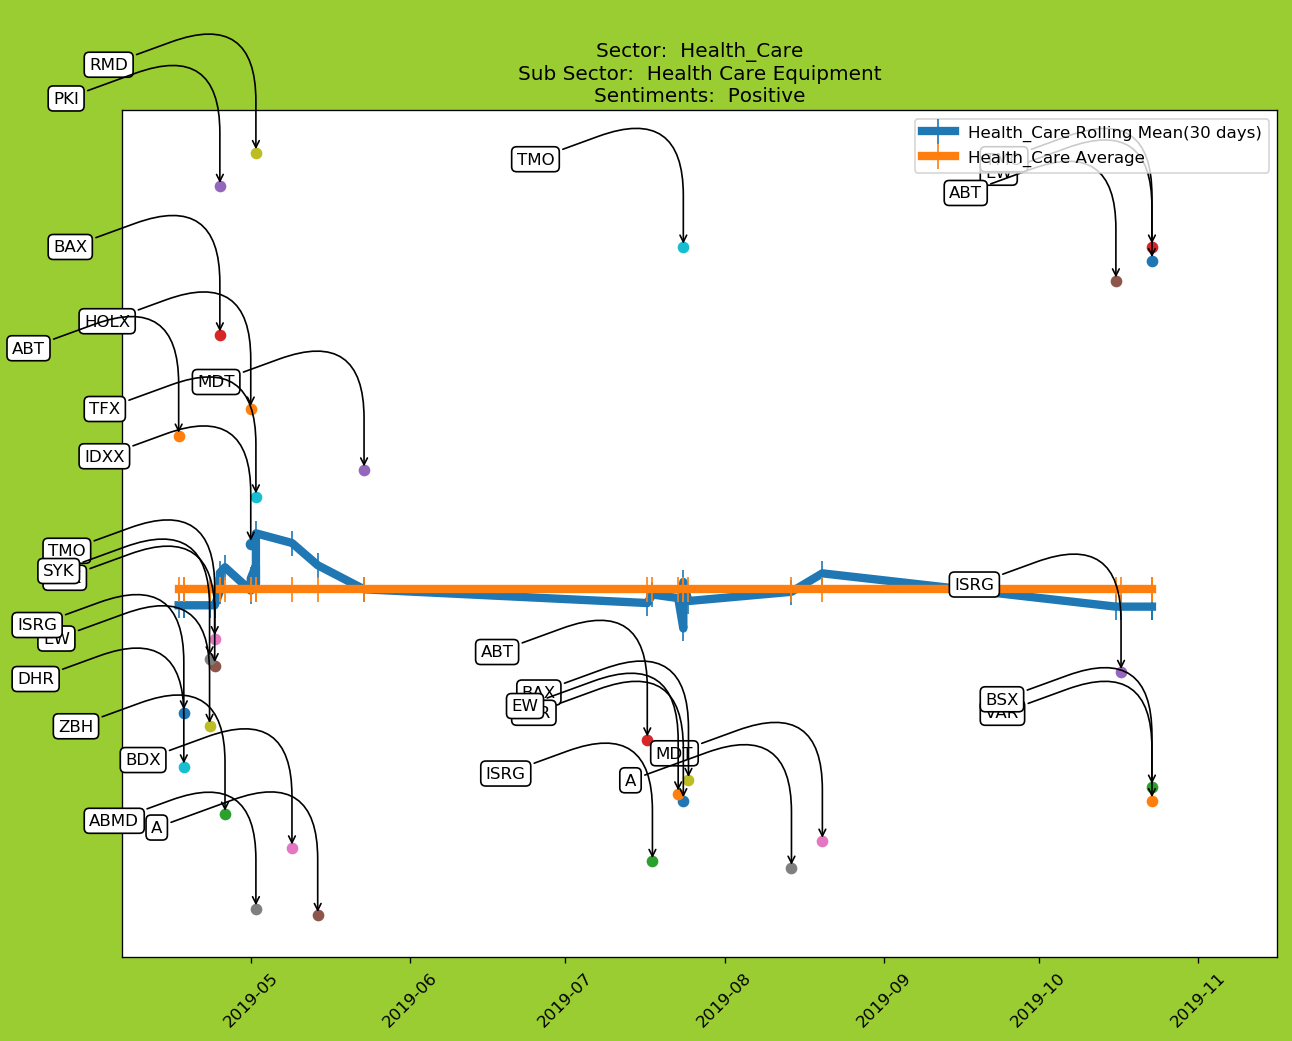 Sector:  Health_Care
Sub Sector:  Health Care Equipment
Sentiments:  Positive
Health_Care Rolling Mean(30 days)
Health_Care Average
RMD
PKI
TMO
EW
ABT
BAX
HOLX
ABT
MDT
TFX
IDXX
TMO
SYK
ISRG
EW
DHR
ZBH
BDX
ABMD
A
ABT
BAX
EW
ISRG
MDT
A
ISRG
BSX
VAR
2019-05
2019-06
2019-07
2019-08
2019-09
2019-10
2019-11